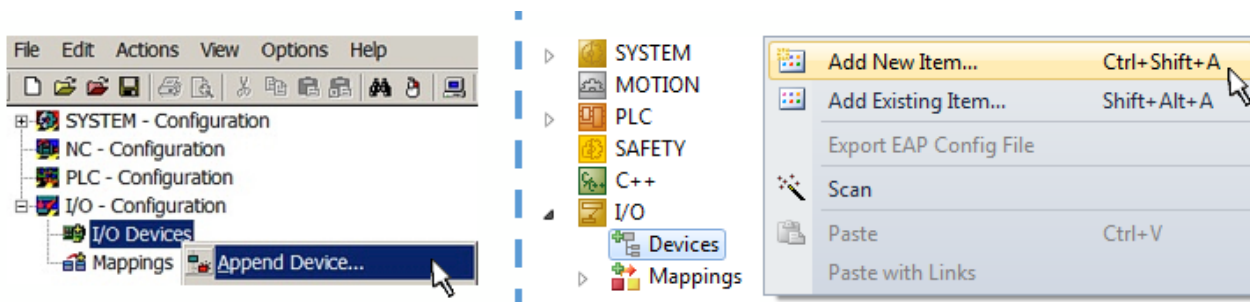 File Edit Actions View Options Help
SYSTEM - Configuration
NC - Configuration
PLC - Configuration
I/O - Configuration
I/O Devices
Mappings
Append Device...
SYSTEM
MOTION
PLC
SAFETY
C++
I/O
Devices
Mappings
Add New Item... Ctrl+Shift+A
Add Existing Item... Shift+Alt+A
Export EAP Config File
Scan
Paste Ctrl+V
Paste with Links